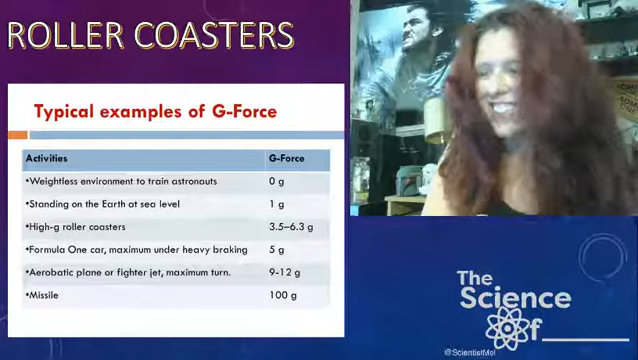 ROLLER COASTERS
Typical examples of G-Force
Activities G-Force
•Weightless environment to train astronauts 0 g
•Standing on the Earth at sea level 1 g
•High-g roller coasters 3.5–6.3 g
•Formula One car, maximum under heavy braking 5 g
•Aerobatic plane or fighter jet, maximum turn. 9-12 g
•Missile 100 g
The
Science
f
@ScientistMel